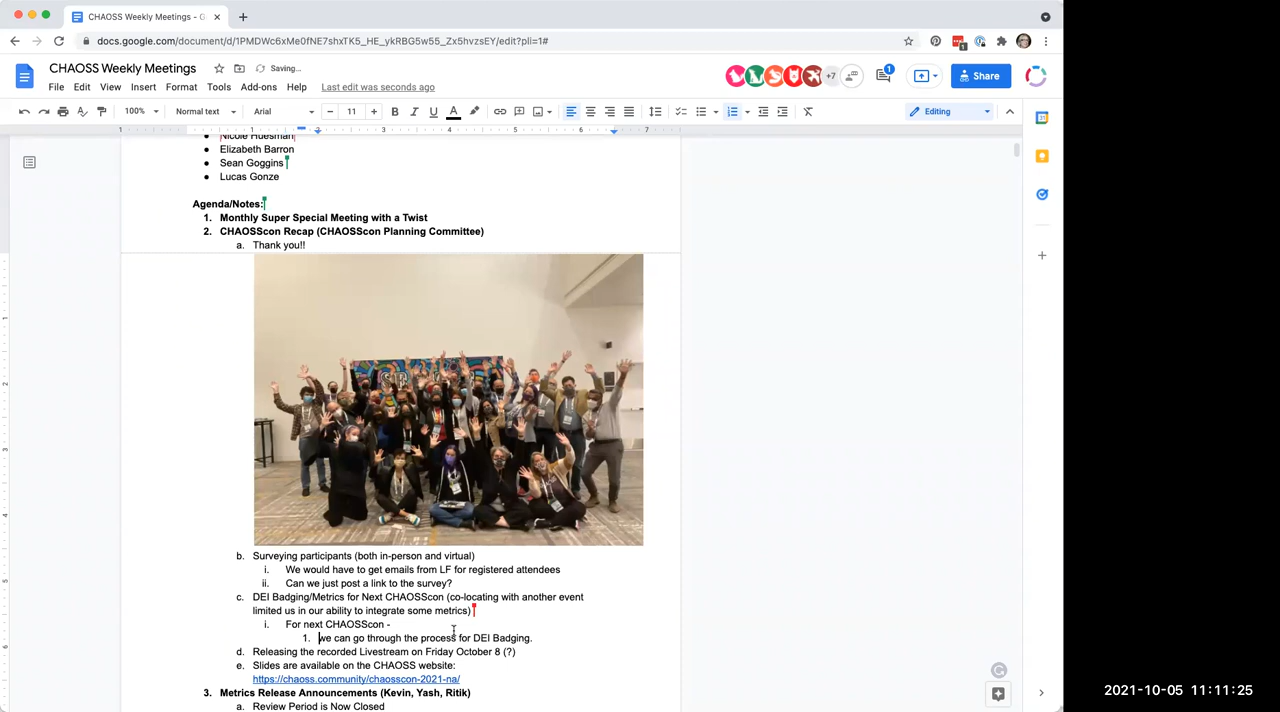 CHAOSS Weekly Meetings - G
docs.google.com/document/d/1PMDWc6xMe0fNE7shxTK5_HE_ykRBG5w55_Zx5hvzsEY/edit?pli=1#
CHAOSS Weekly Meetings
Saving...
File Edit View Insert Format Tools Add-ons Help
Last edit was seconds ago
+7
1
Share
100%
Normal text
Arial
11
Editing
Nicole Huesman
Elizabeth Barron
Sean Goggins
Lucas Gonze
Agenda/Notes:
1. Monthly Super Special Meeting with a Twist
2. CHAOSScon Recap (CHAOSScon Planning Committee)
a. Thank you!!
b. Surveying participants (both in-person and virtual)
i. We would have to get emails from LF for registered attendees
ii. Can we just post a link to the survey?
c. DEI Badging/Metrics for Next CHAOSScon (co-locating with another event
limited us in our ability to integrate some metrics)
i. For next CHAOSScon -
1. we can go through the process for DEI Badging.
d. Releasing the recorded Livestream on Friday October 8 (?)
e. Slides are available on the CHAOSS website:
https://chaoss.community/chaosscon-2021-na/
3. Metrics Release Announcements (Kevin, Yash, Ritik)
a. Review Period is Now Closed
2021-10-05 11:11:25